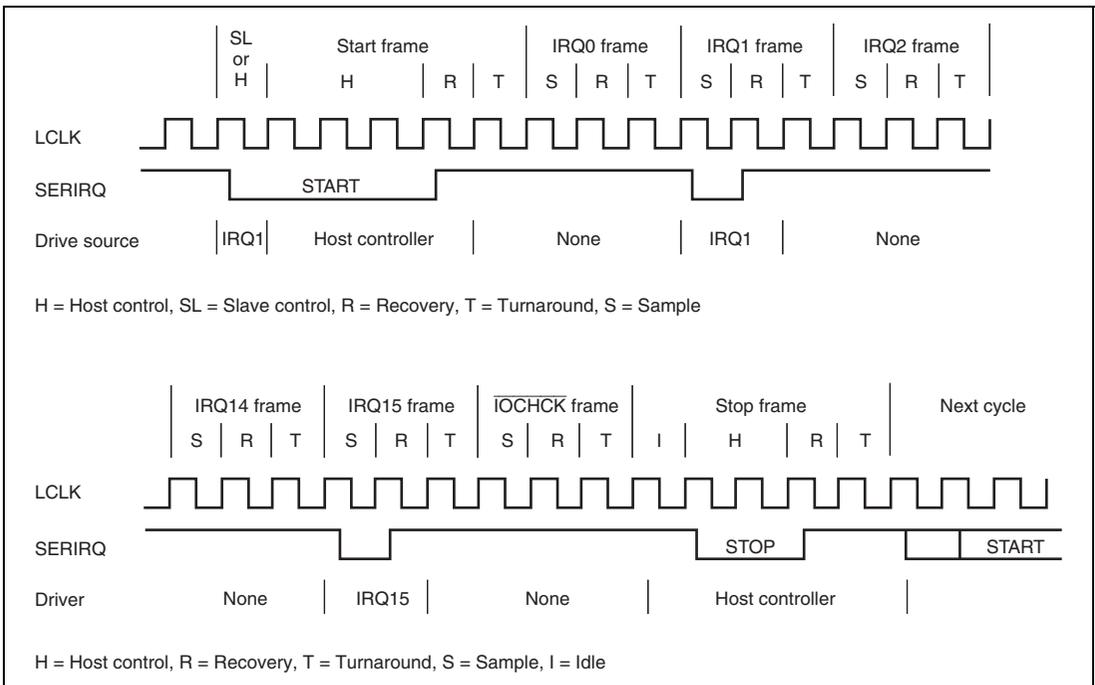 SL or H
Start frame
IRQ0 frame
IRQ1 frame
IRQ2 frame
H R T S R T S R T S R T
LCLK
SERIRQ
START
Drive source
IRQ1
Host controller
None
IRQ1
None
H = Host control, SL = Slave control, R = Recovery, T = Turnaround, S = Sample
IRQ14 frame
IRQ15 frame
IOCHCK frame
Stop frame
Next cycle
S R T S R T S R T I H R T
LCLK
SERIRQ
STOP
START
Driver
None
IRQ15
None
Host controller
H = Host control, R = Recovery, T = Turnaround, S = Sample, I = Idle